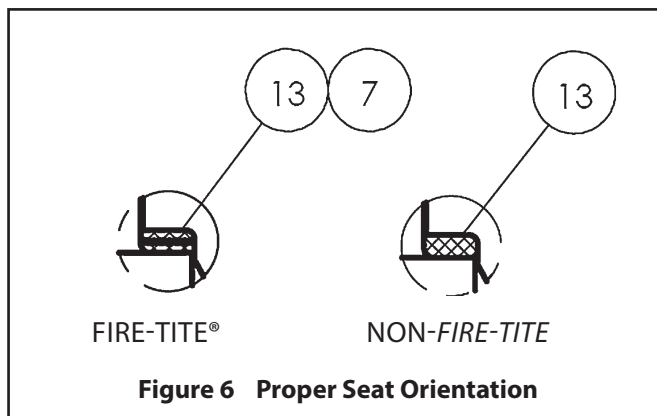 13 7 13
FIRE-TITE® NON-FIRE-TITE
Figure 6 Proper Seat Orientation